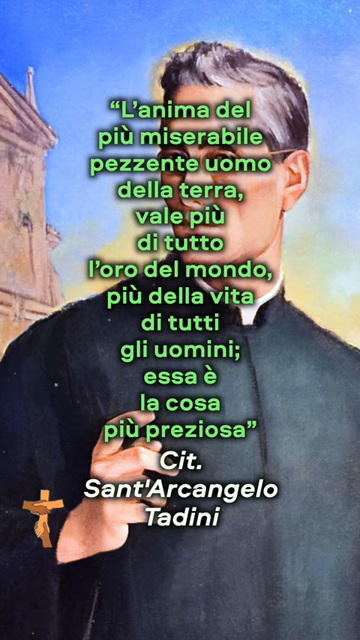 “L’anima del
più miserabile
pezzente uomo
della terra,
vale più
di tutto
l’oro del mondo,
più della vita
di tutti
gli uomini;
essa è
la cosa
più preziosa”
Cit.
Sant'Arcangelo
Tadini